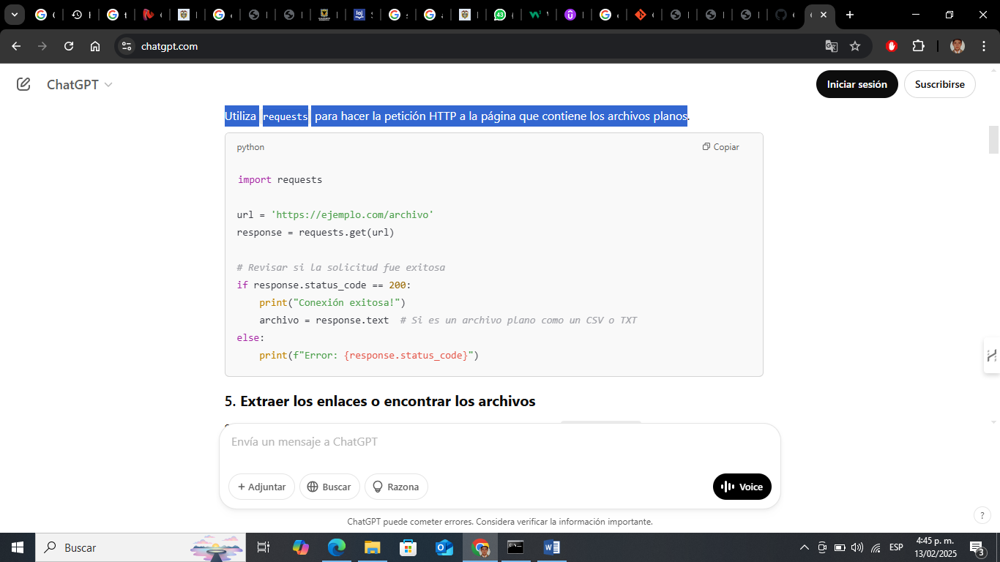 chatgpt.com
ChatGPT
Iniciar sesión
Suscribirse
Utiliza requests para hacer la petición HTTP a la página que contiene los archivos planos.
python
Copiar
import requests
url = 'https://ejemplo.com/archivo'
response = requests.get(url)
# Revisar si la solicitud fue exitosa
if response.status_code == 200:
    print("Conexión exitosa!")
    archivo = response.text  # Si es un archivo plano como un CSV o TXT
else:
    print(f"Error: {response.status_code}")
5. Extraer los enlaces o encontrar los archivos
Envía un mensaje a ChatGPT
+ Adjuntar
Buscar
Razona
Voice
ChatGPT puede cometer errores. Considera verificar la información importante.
?
Buscar
ESP
4:45 p. m.
13/02/2025
3